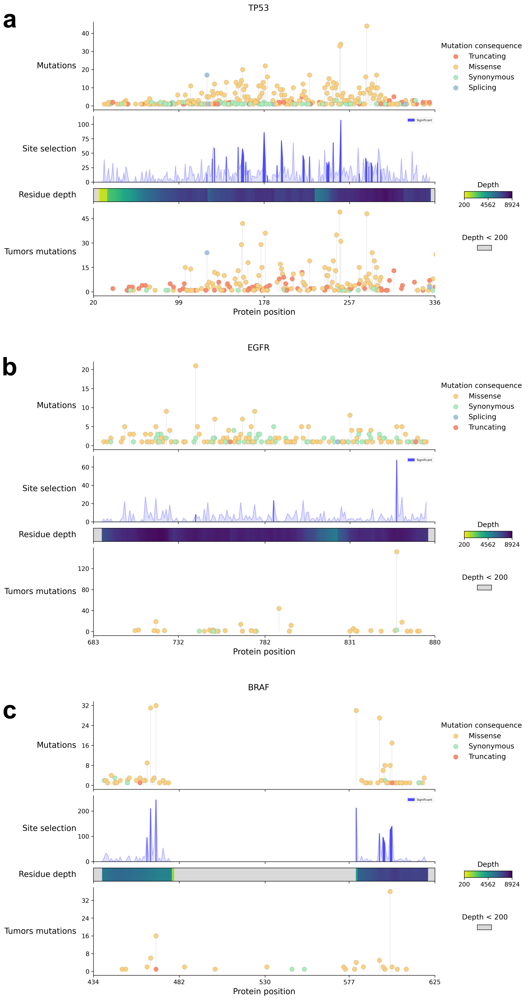 TP53
a
40
30
20
10
0
Mutations
Mutation consequence
Truncating
Missense
Synonymous
Splicing
100
75
50
25
0
Site selection
Significant
Residue depth
Depth
200 4562 8924
45
30
15
0
Tumors mutations
Depth < 200
20 99 178 257 336
Protein position
EGFR
b
20
15
10
5
0
Mutations
Mutation consequence
Missense
Synonymous
Splicing
Truncating
60
40
20
0
Site selection
Significant
Residue depth
Depth
200 4562 8924
120
80
40
0
Tumors mutations
Depth < 200
683 732 782 831 880
Protein position
BRAF
c
32
24
16
8
0
Mutations
Mutation consequence
Missense
Synonymous
Truncating
200
100
0
Site selection
Significant
Residue depth
Depth
200 4562 8924
32
24
16
8
0
Tumors mutations
Depth < 200
434 482 530 577 625
Protein position